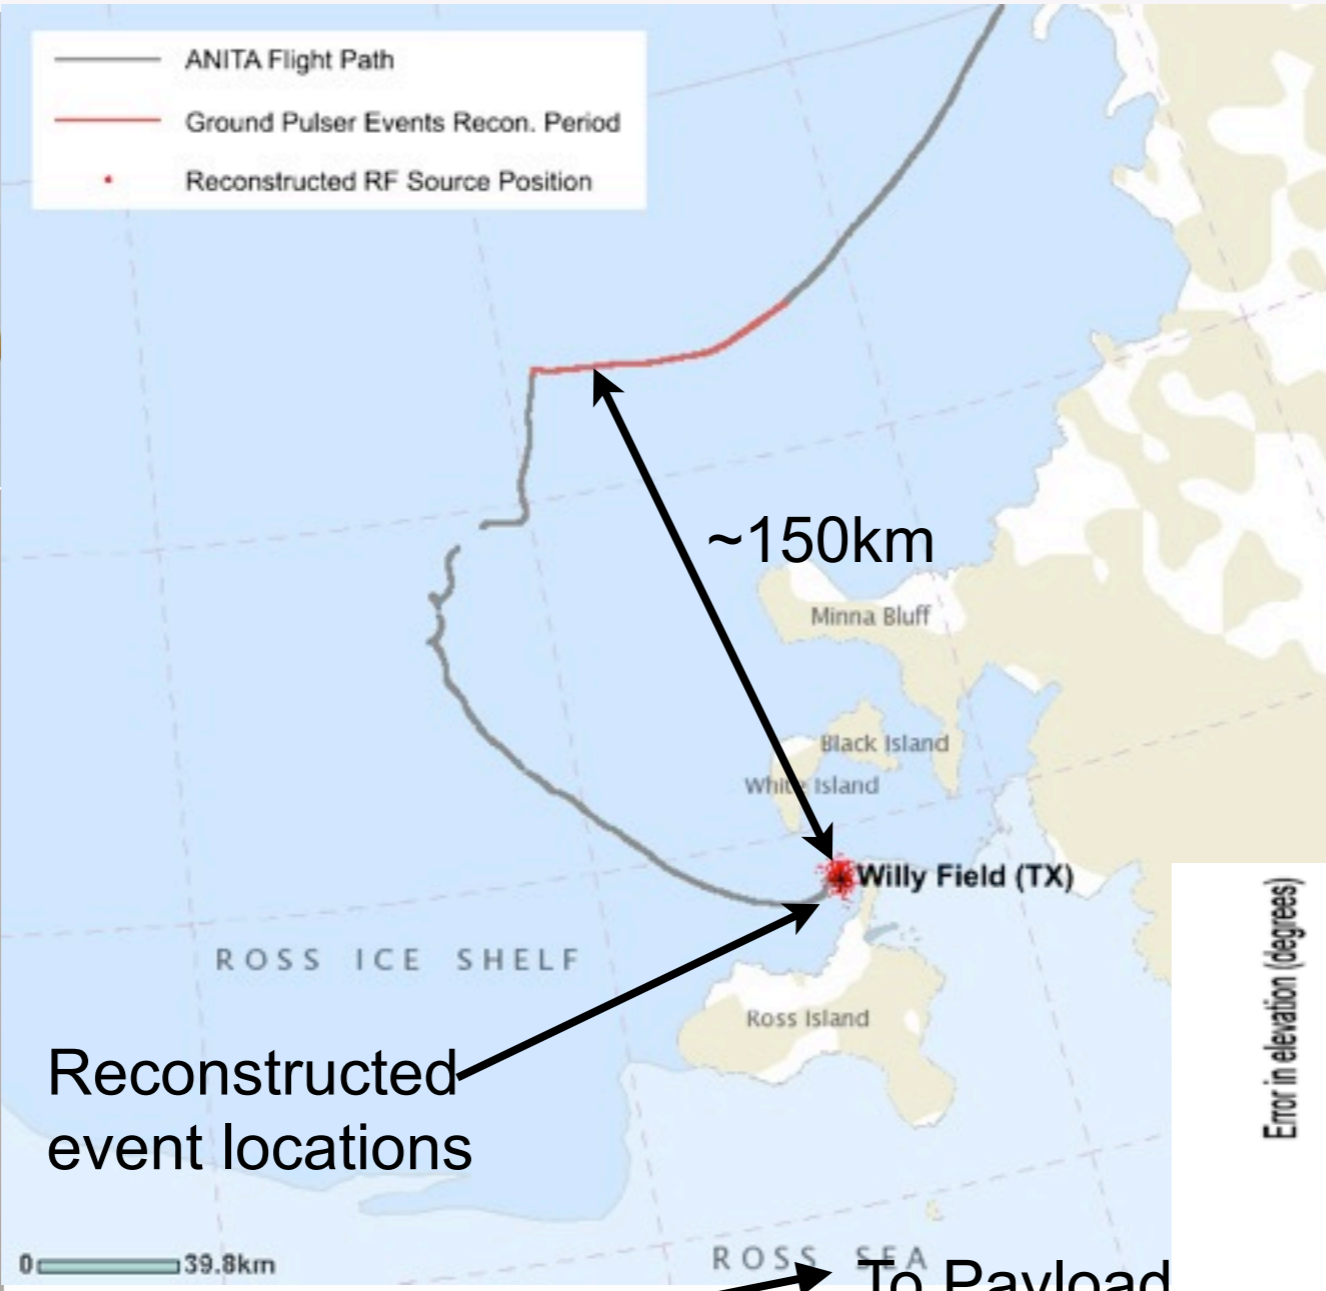 ANITA Flight Path
Ground Pulser Events Recon. Period
Reconstructed RF Source Position
~150km
Minna Bluff
Black Island
White Island
Willy Field (TX)
ROSS ICE SHELF
Ross Island
Error in elevation (degrees)
Reconstructed
event locations
0 39.8km
ROSS SEA
To Payload